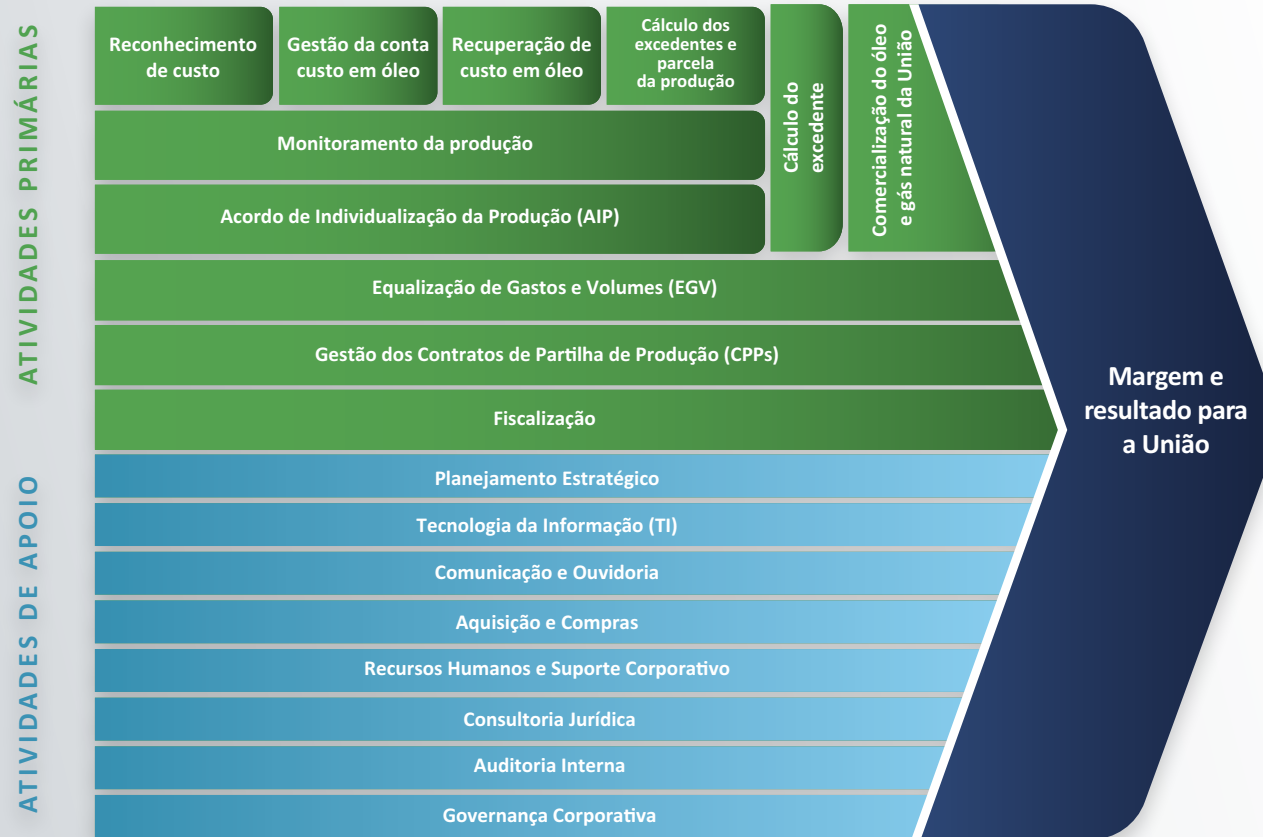 ATIVIDADES PRIMÁRIAS
Reconhecimento
de custo
Gestão da conta
custo em óleo
Recuperação de
custo em óleo
Cálculo dos
excedentes e
parcela
da produção
Cálculo do
excedente
Comercialização do óleo
e gás natural da União
Monitoramento da produção
Acordo de Individualização da Produção (AIP)
Equalização de Gastos e Volumes (EGV)
Gestão dos Contratos de Partilha de Produção (CPPs)
Fiscalização
Margem e
resultado para
a União
ATIVIDADES DE APOIO
Planejamento Estratégico
Tecnologia da Informação (TI)
Comunicação e Ouvidoria
Aquisição e Compras
Recursos Humanos e Suporte Corporativo
Consultoria Jurídica
Auditoria Interna
Governança Corporativa